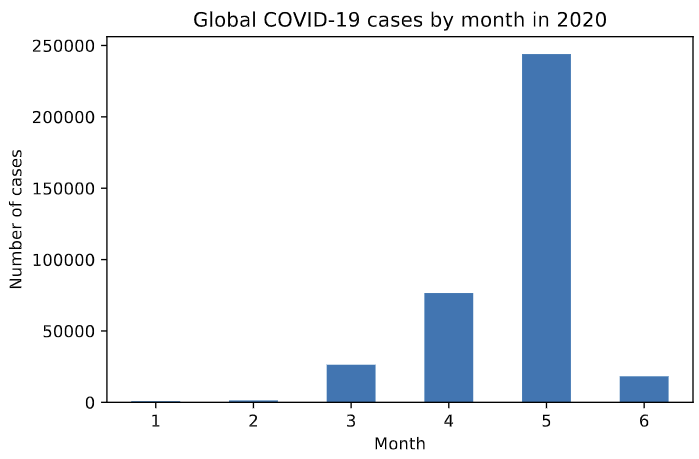 Global COVID-19 cases by month in 2020
Number of cases
250000
200000
150000
100000
50000
0
1 2 3 4 5 6
Month